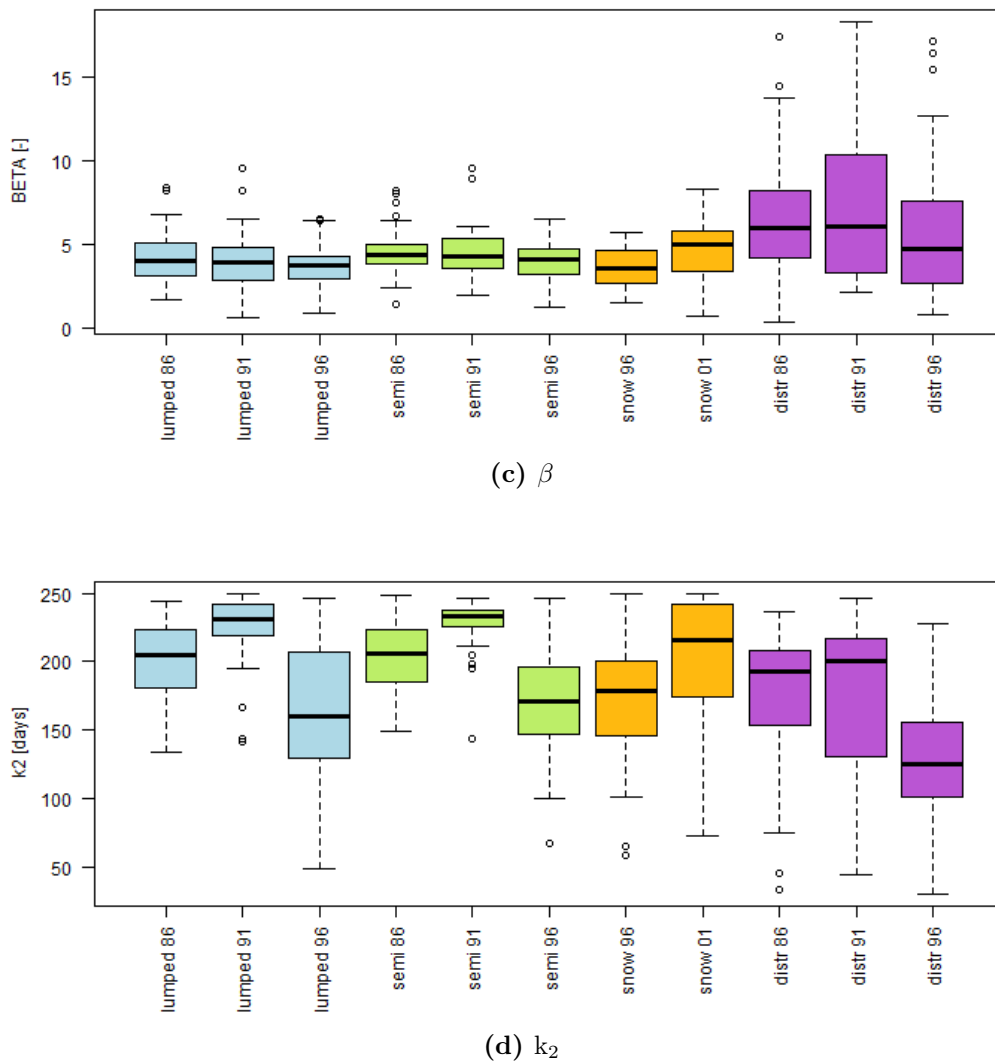 15
10
5
0
BETA [-]
lumped 86
lumped 91
lumped 96
semi 86
semi 91
semi 96
snow 96
snow 01
distr 86
distr 91
distr 96
(c) β
250
200
150
100
50
k2 [days]
lumped 86
lumped 91
lumped 96
semi 86
semi 91
semi 96
snow 96
snow 01
distr 86
distr 91
distr 96
(d) k₂